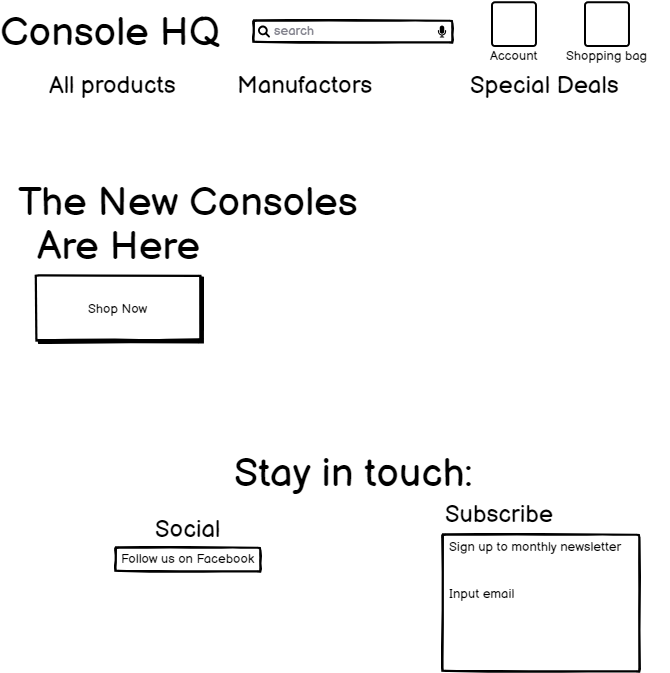 Console HQ
search
Account
Shopping bag
All products
Manufactors
Special Deals
The New Consoles
Are Here
Shop Now
Stay in touch:
Social
Follow us on Facebook
Subscribe
Sign up to monthly newsletter
Input email